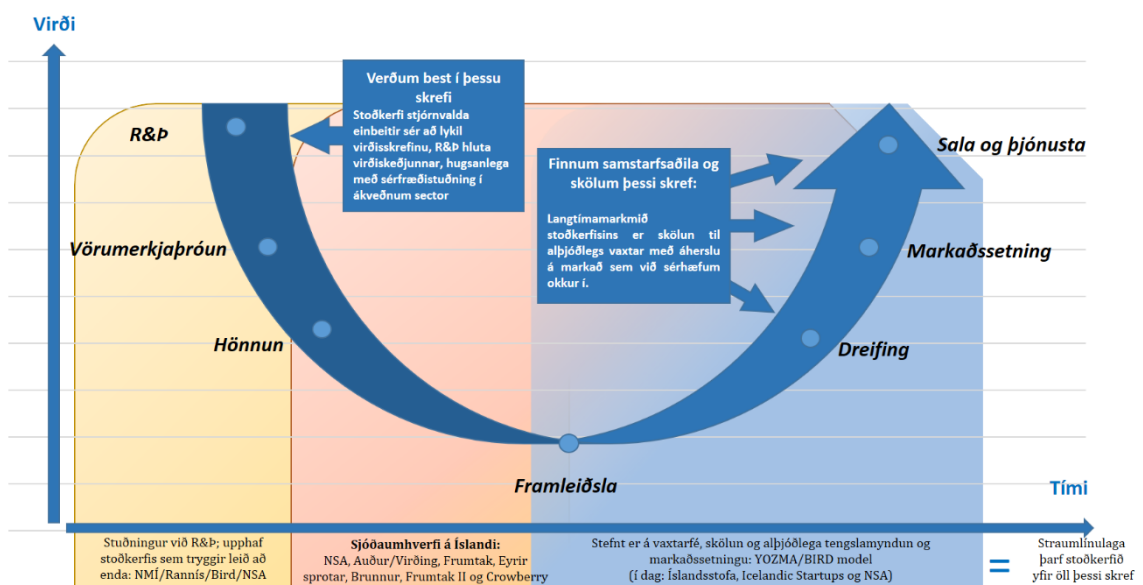 Virði
Verðum best í þessu
skrefi
Stoðkerfi stjórnvalda
einbeitir sér að lykil
virðisskrefinu, R&Þ hluta
virðiskeðjunnar, hugsanlega
með sérfræðistuðning í
ákveðnum sector
R&Þ
Vörumerkjaþróun
Hönnun
Framleiðsla
Finnum samstarfsaðila og
skölum þessi skref:
Langtímamarkmið
stoðkerfisins er skölun til
alþjóðlegs vaxtar með áherslu
á markað sem við sérhæfum
okkur í.
Sala og þjónusta
Markaðssetning
Dreifing
Tími
Stuðningur við R&Þ; upphaf
stoðkerfis sem tryggir leið að
enda: NMÍ/Rannís/Bird/NSA
Sjóðaumhverfi á Íslandi:
NSA, Auður/Virðing, Frumtak, Eyrir
sprotar, Brunnur, Frumtak II og Crowberry
Stefnt er á vaxtarfé, skölun og alþjóðlega tengslamyndun og
markaðssetningu: YOZMA/BIRD model
(í dag: Íslandsstofa, Icelandic Startups og NSA)
=
Straumlínulaga
þarf stoðkerfið
yfir öll þessi skref